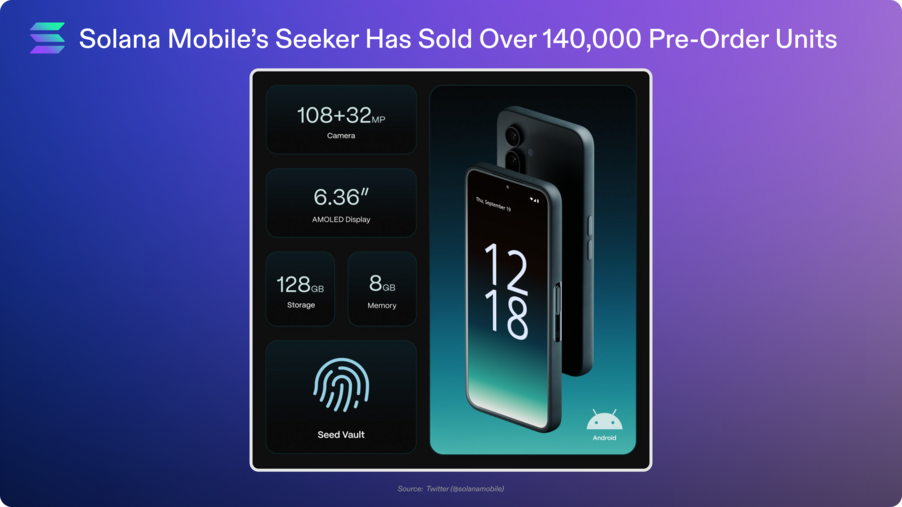 Solana Mobile's Seeker Has Sold Over 140,000 Pre-Order Units
108+32MP
Camera
6.36"
AMOLED Display
128GB
Storage
8GB
Memory
Seed Vault
Thu, September 19
12
18
Android
Source: Twitter (@solanamobile)